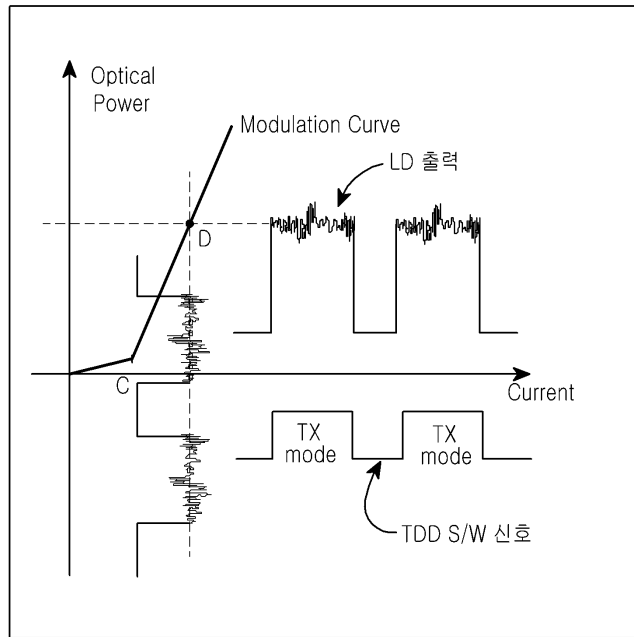 Optical
Power
Modulation Curve
LD 출력
D
C
Current
TX
mode
TX
mode
TDD S/W 신호